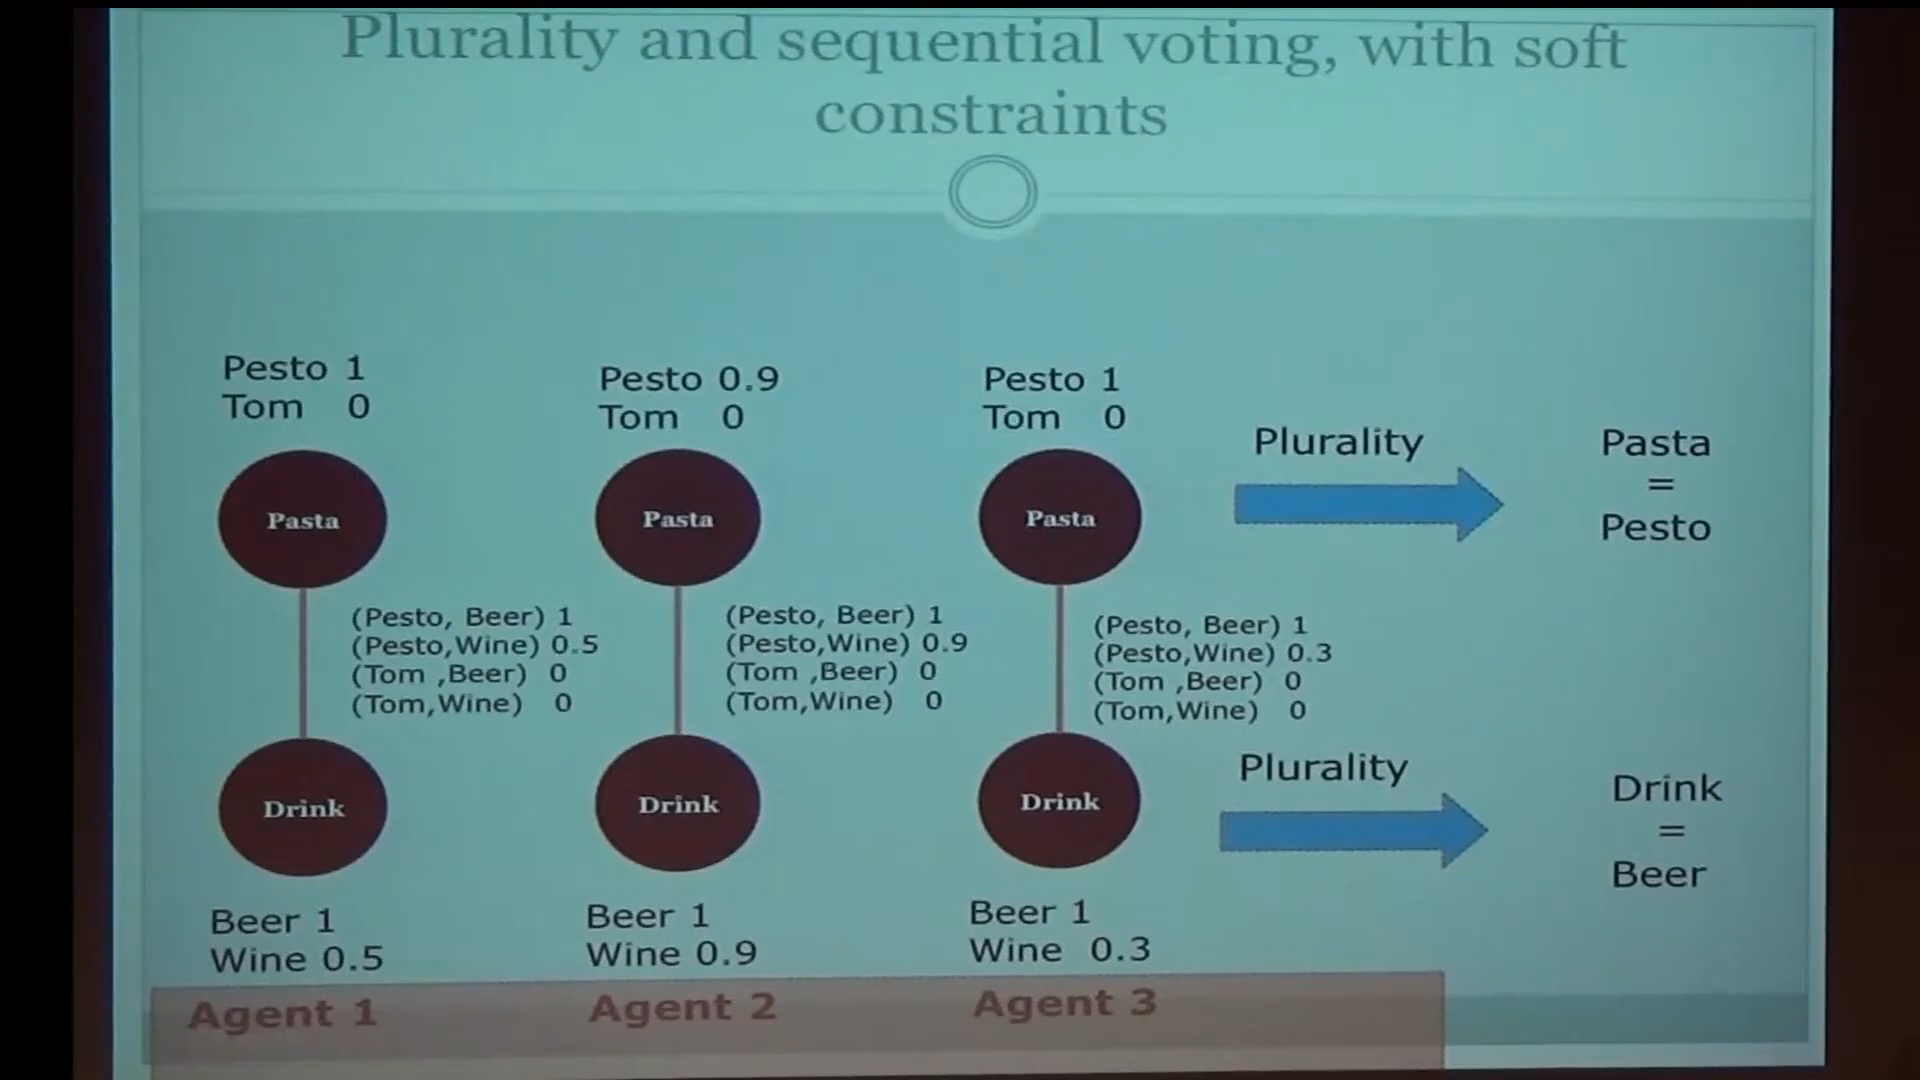 Plurality and sequential voting, with soft
constraints
Pesto 1
Tom 0
Pesto 0.9
Tom 0
Pesto 1
Tom 0
Plurality
Pasta
=
Pesto
Pasta
Pasta
Pasta
(Pesto, Beer) 1
(Pesto,Wine) 0.5
(Tom ,Beer) 0
(Tom,Wine) 0
(Pesto, Beer) 1
(Pesto,Wine) 0.9
(Tom ,Beer) 0
(Tom,Wine) 0
(Pesto, Beer) 1
(Pesto,Wine) 0.3
(Tom ,Beer) 0
(Tom,Wine) 0
Plurality
Drink
=
Beer
Drink
Drink
Drink
Beer 1
Wine 0.5
Beer 1
Wine 0.9
Beer 1
Wine 0.3
Agent 1
Agent 2
Agent 3